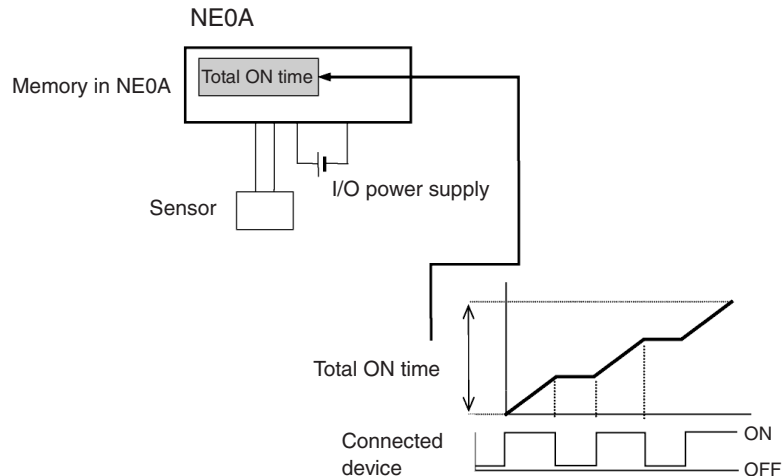 NE0A
Total ON time
Memory in NE0A
I/O power supply
Sensor
Total ON time
ON
Connected
device
OFF